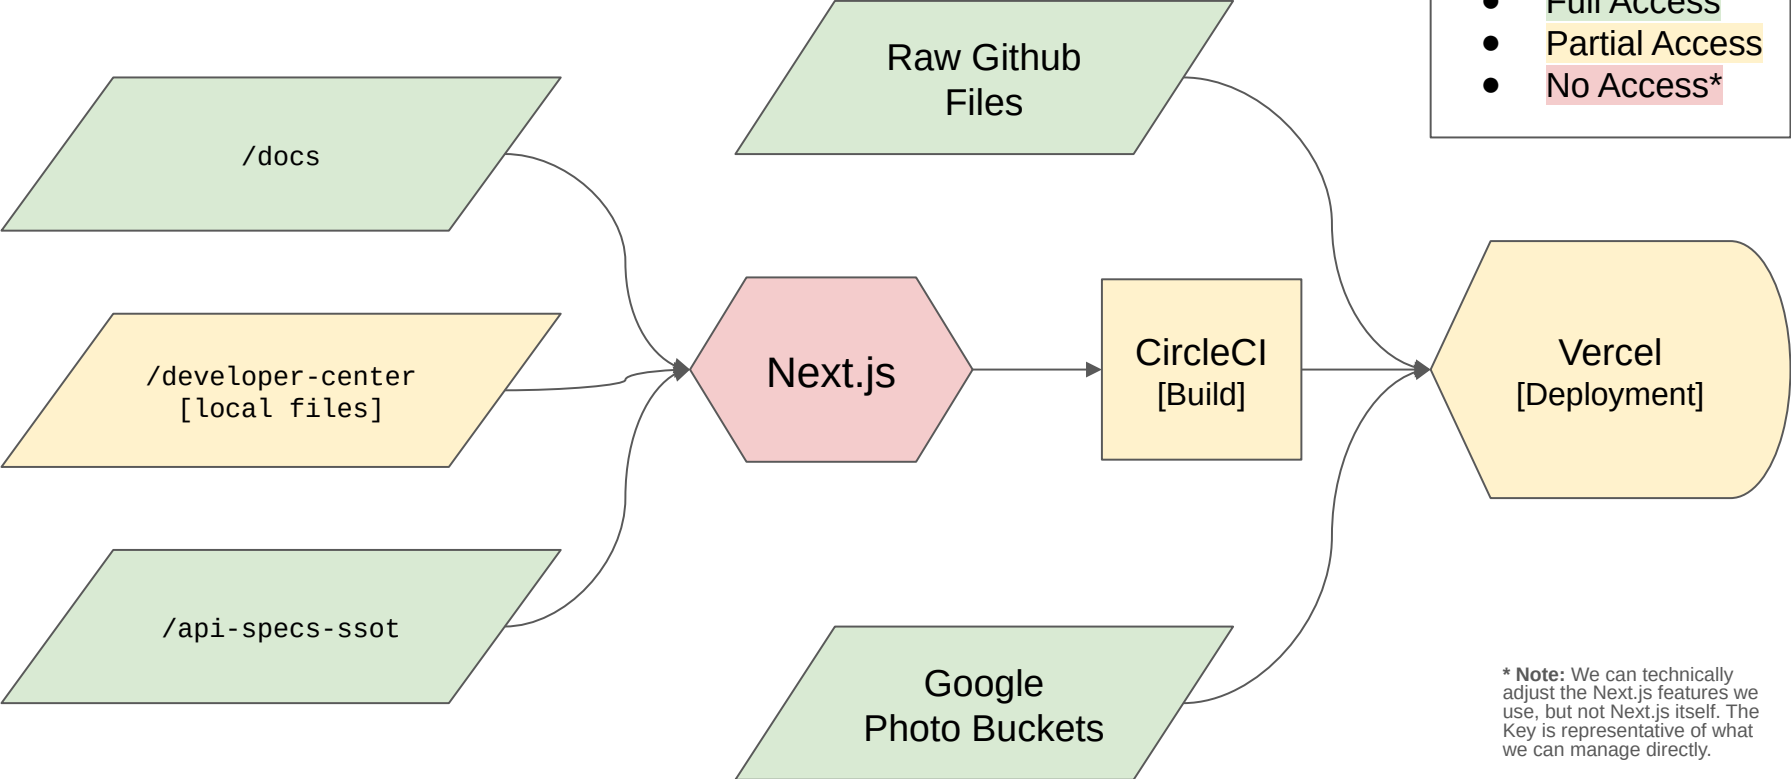 Full Access
Partial Access
No Access*
Raw Github
Files
/docs
/developer-center
[local files]
/api-specs-ssot
Next.js
CircleCI
[Build]
Vercel
[Deployment]
Google
Photo Buckets
* Note: We can technically
adjust the Next.js features we
use, but not Next.js itself. The
Key is representative of what
we can manage directly.